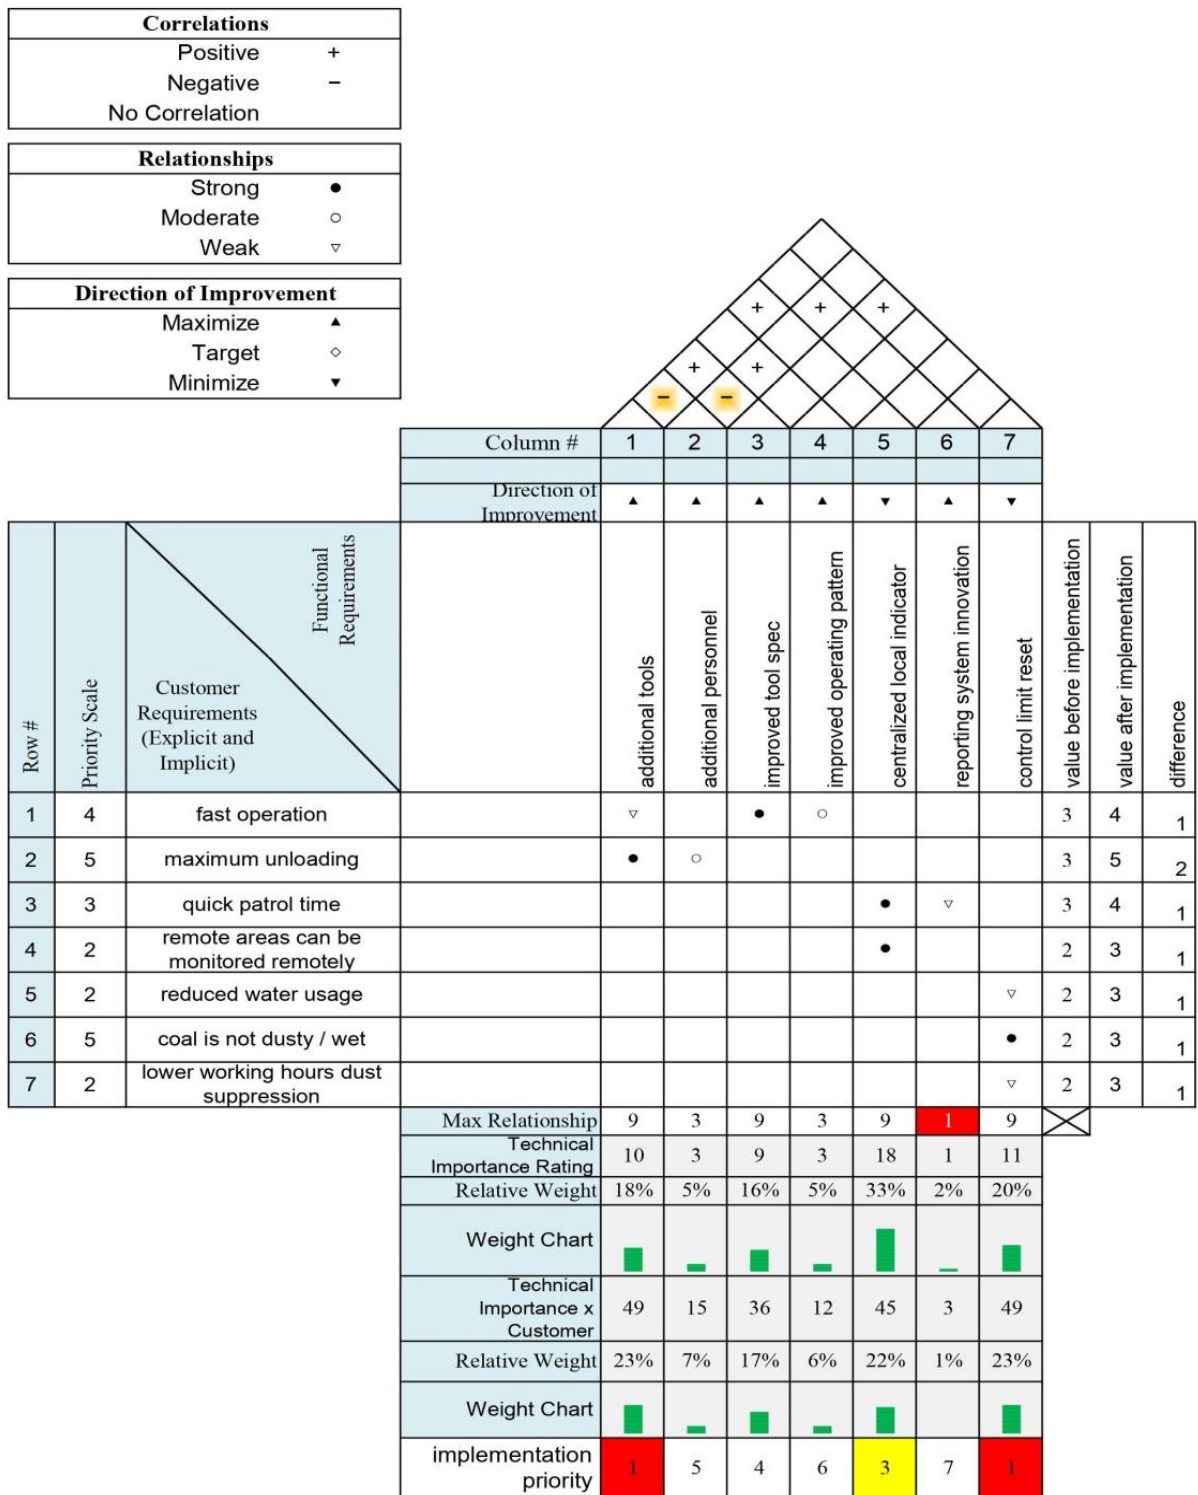 Correlations
Positive +
Negative −
No Correlation
Relationships
Strong ●
Moderate ○
Weak ▽
Direction of Improvement
Maximize ▲
Target ◇
Minimize ▼
+ + +
+ +
− −
Column # 1 2 3 4 5 6 7
Direction of
Improvement ▲ ▲ ▲ ▲ ▼ ▲ ▼
Row #
Priority Scale
Customer
Requirements
(Explicit and
Implicit)
Functional
Requirements
additional tools
additional personnel
improved tool spec
improved operating pattern
centralized local indicator
reporting system innovation
control limit reset
value before implementation
value after implementation
difference
1 4 fast operation ▽ ● ○ 3 4 1
2 5 maximum unloading ● ○ 3 5 2
3 3 quick patrol time ● ▽ 3 4 1
4 2 remote areas can be
monitored remotely ● 2 3 1
5 2 reduced water usage ▽ 2 3 1
6 5 coal is not dusty / wet ● 2 3 1
7 2 lower working hours dust
suppression ▽ 2 3 1
Max Relationship 9 3 9 3 9 1 9
Technical
Importance Rating 10 3 9 3 18 1 11
Relative Weight 18% 5% 16% 5% 33% 2% 20%
Weight Chart
Technical
Importance x
Customer 49 15 36 12 45 3 49
Relative Weight 23% 7% 17% 6% 22% 1% 23%
Weight Chart
implementation
priority 1 5 4 6 3 7 1